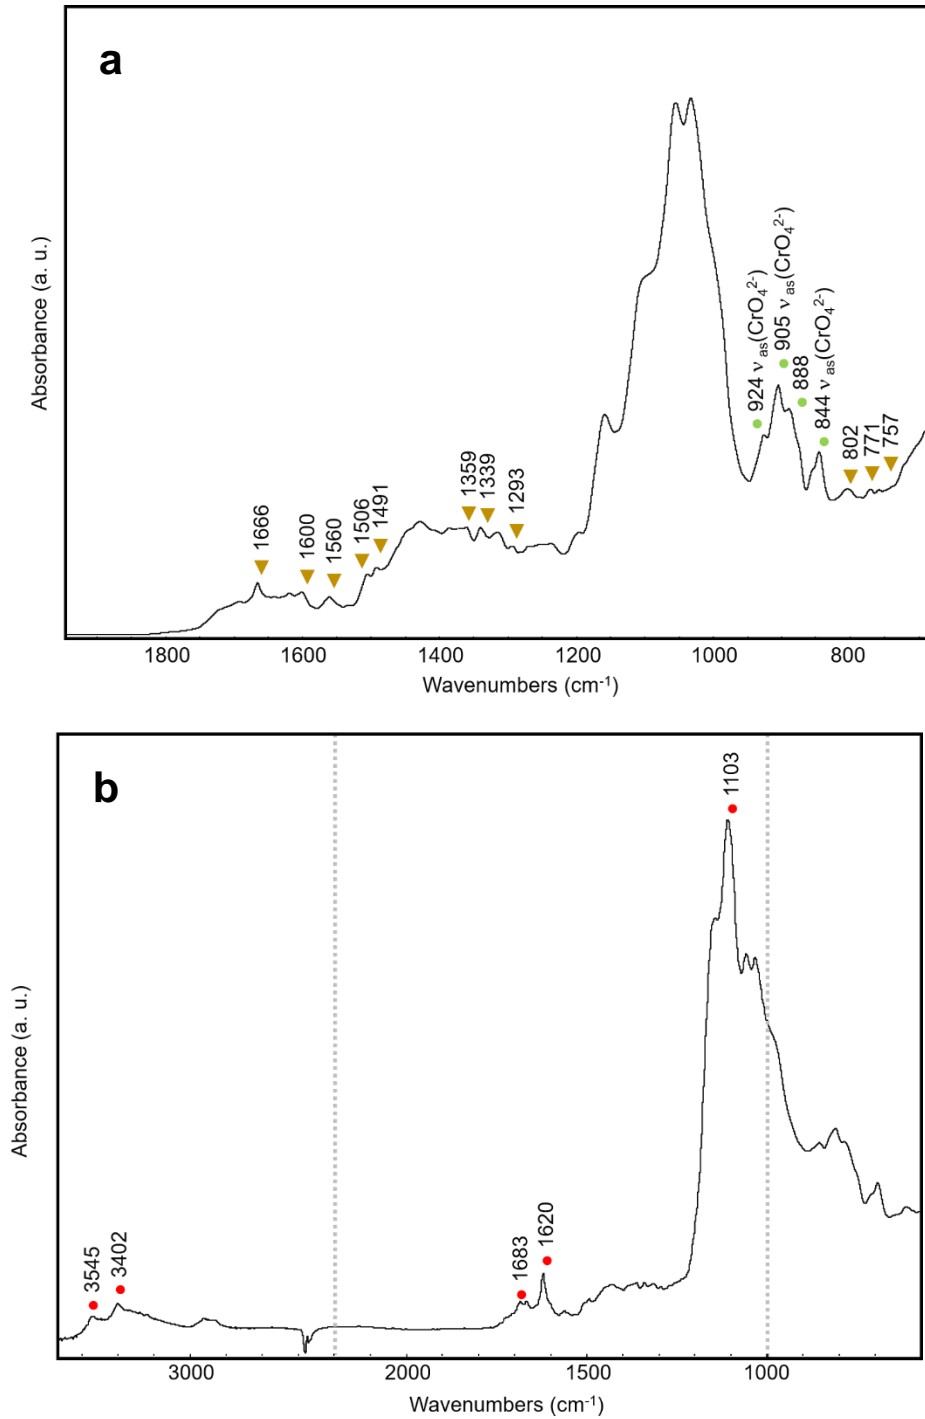 a
Absorbance (a. u.)
1666
1600
1560
1506
1491
1359
1339
1293
924 νas(CrO₄²⁻)
905 νas(CrO₄²⁻)
888
844 νas(CrO₄²⁻)
802
771
757
1800 1600 1400 1200 1000 800
Wavenumbers (cm⁻¹)
b
Absorbance (a. u.)
3545
3402
1683
1620
1103
3000 2000 1500 1000
Wavenumbers (cm⁻¹)